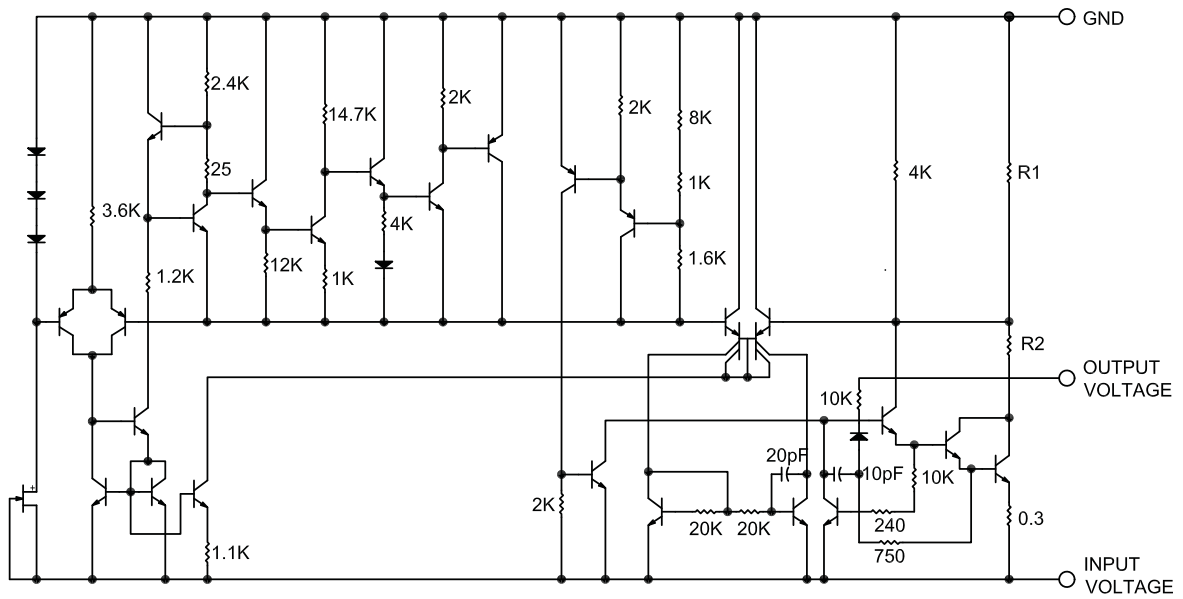 GND
2.4K
2K
14.7K
2K
8K
25
4K
R1
1K
3.6K
4K
1.6K
12K
1.2K
1K
R2
OUTPUT
VOLTAGE
10K
20pF
10pF
10K
+
2K
20K
20K
240
0.3
1.1K
750
INPUT
VOLTAGE